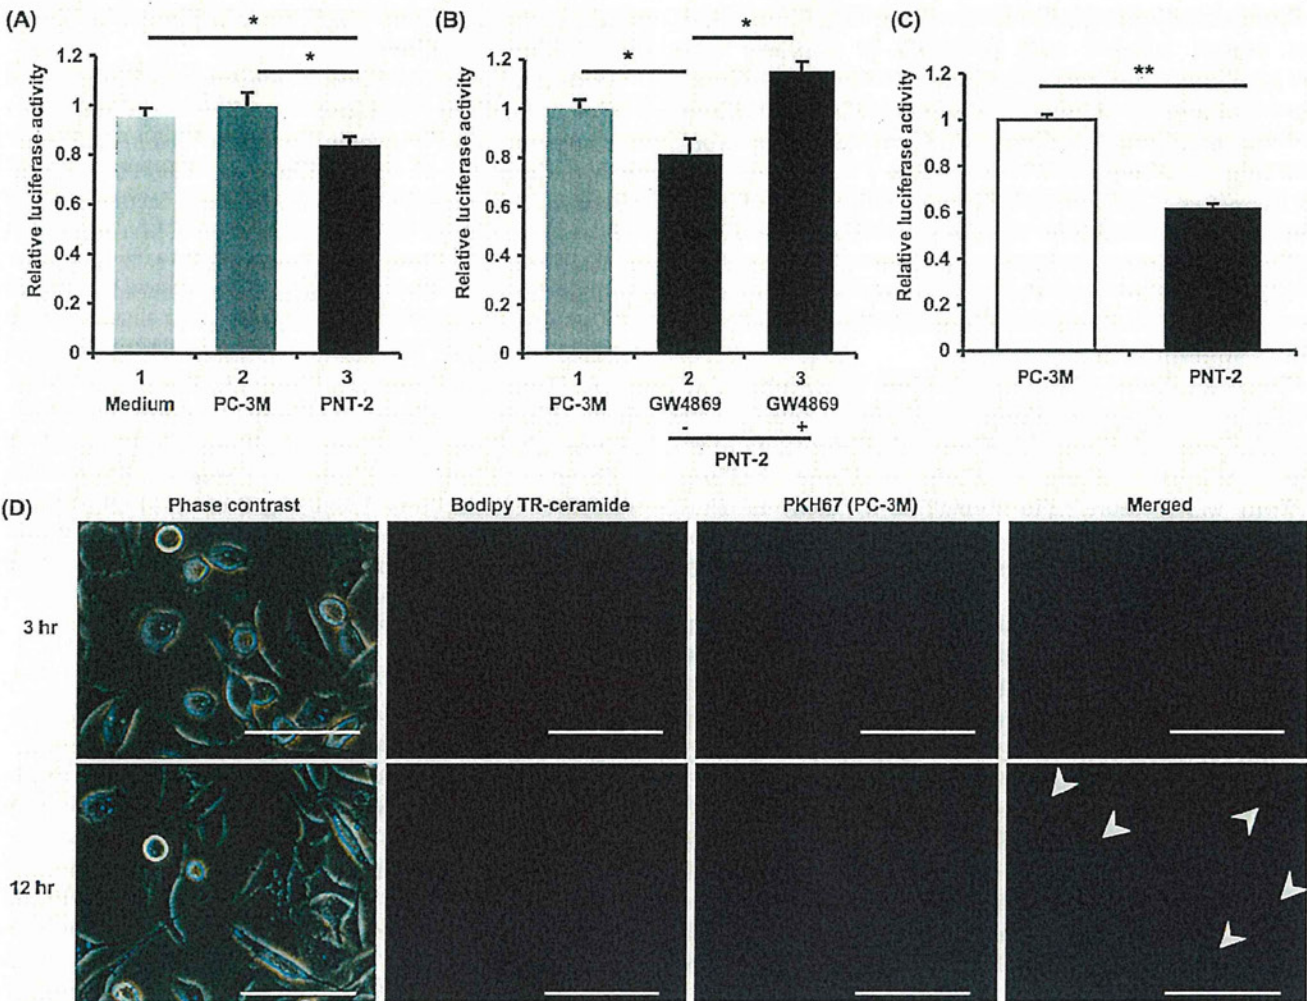 (A)
*
*
Relative luciferase activity
1.2
1
0.8
0.6
0.4
0.2
0
1 2 3
Medium PC-3M PNT-2
(B)
*
*
Relative luciferase activity
1.2
1
0.8
0.6
0.4
0.2
0
1 2 3
PC-3M GW4869 GW4869
- +
PNT-2
(C)
**
Relative luciferase activity
1.2
1
0.8
0.6
0.4
0.2
0
PC-3M PNT-2
(D)
Phase contrast Bodipy TR-ceramide PKH67 (PC-3M) Merged
3 hr
12 hr